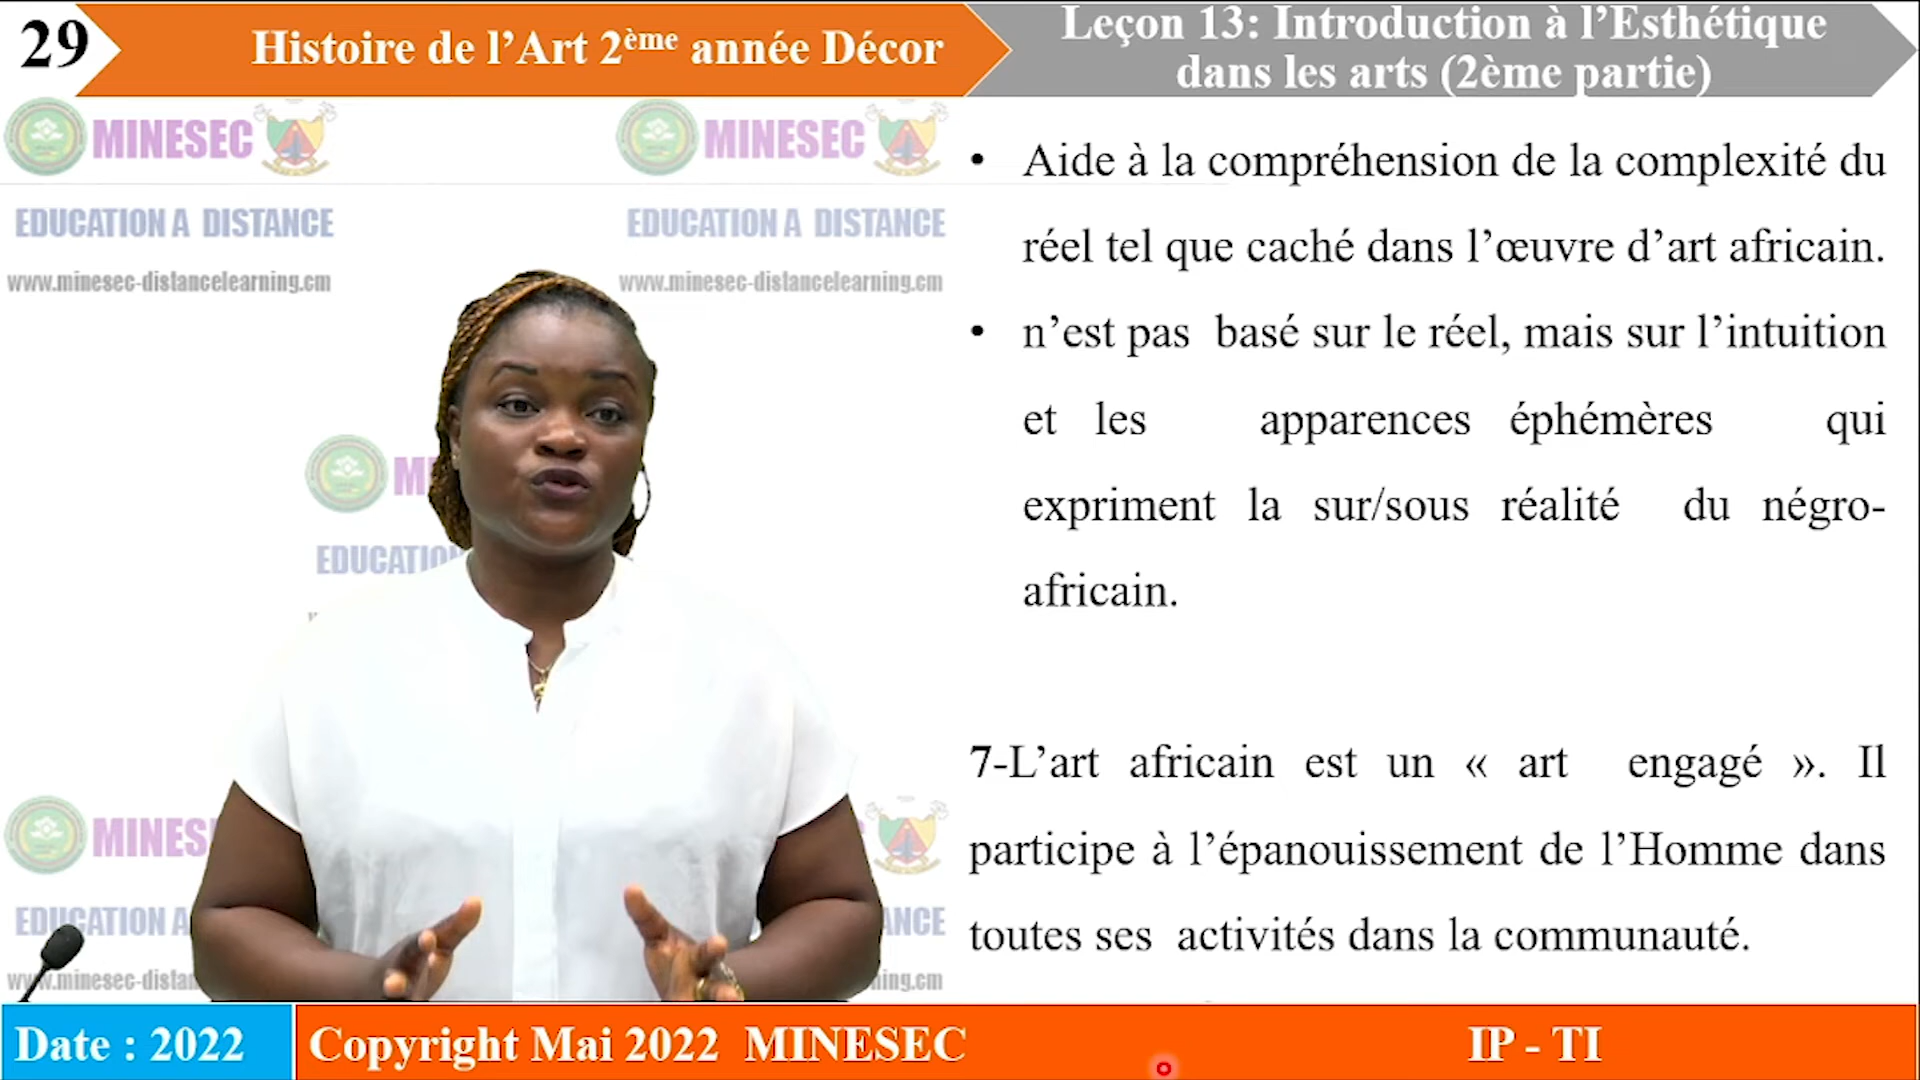 29
Histoire de l’Art 2ème année Décor
Leçon 13: Introduction à l’Esthétique
dans les arts (2ème partie)
MINESEC
MINESEC
EDUCATION A DISTANCE
EDUCATION A DISTANCE
www.minesec-distancelearning.cm
www.minesec-distancelearning.cm
• Aide à la compréhension de la complexité du
réel tel que caché dans l’œuvre d’art africain.
• n’est pas basé sur le réel, mais sur l’intuition
et les apparences éphémères qui
expriment la sur/sous réalité du négro-
africain.
7-L’art africain est un « art engagé ». Il
participe à l’épanouissement de l’Homme dans
toutes ses activités dans la communauté.
Date : 2022
Copyright Mai 2022 MINESEC
IP - TI